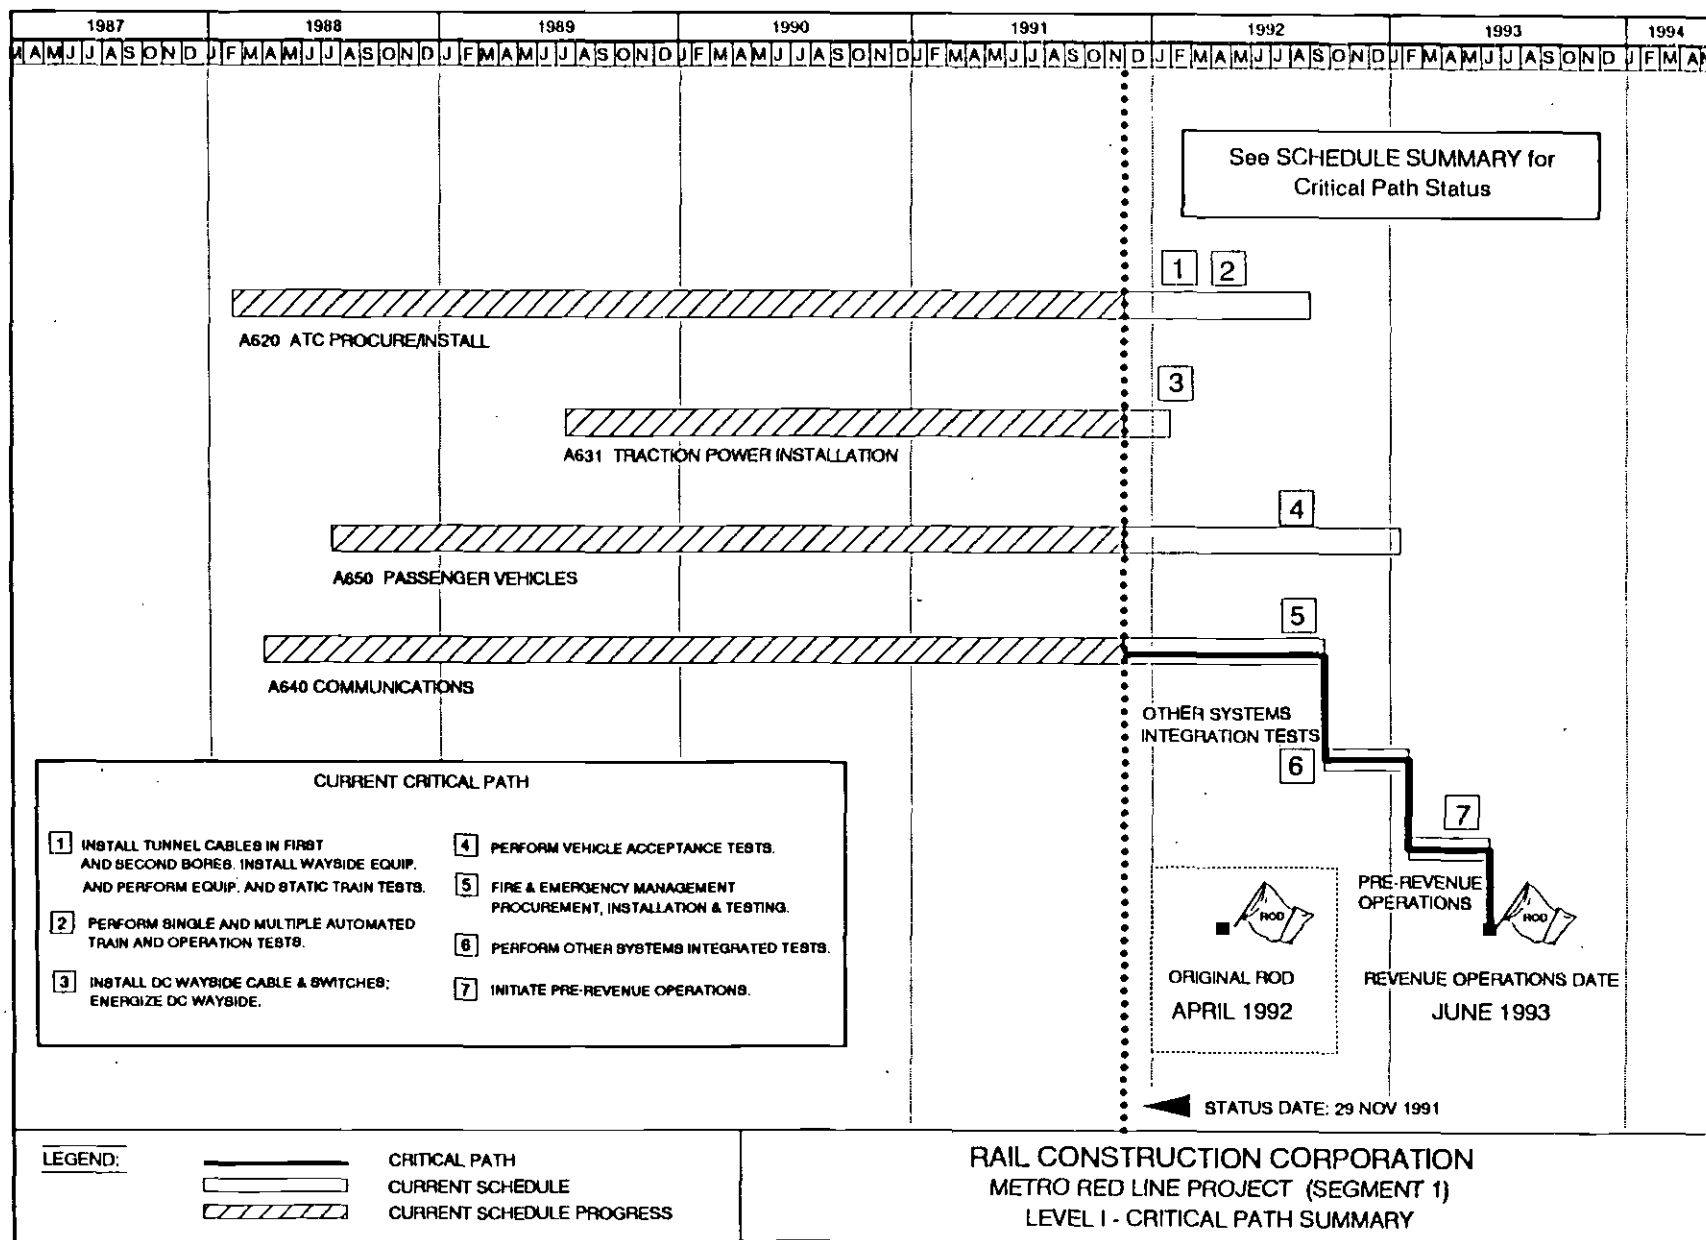 1987 1988 1989 1990 1991 1992 1993 1994
M A M J J A S O N D J F M A M J J A S O N D J F M A M J J A S O N D J F M A M J J A S O N D J F M A M J J A S O N D J F M A M J J A S O N D J F M A M J J A S O N D J F M A M
See SCHEDULE SUMMARY for
Critical Path Status
1 2
A620 ATC PROCURE/INSTALL
3
A631 TRACTION POWER INSTALLATION
4
A650 PASSENGER VEHICLES
5
A640 COMMUNICATIONS
OTHER SYSTEMS
INTEGRATION TESTS
6
7
PRE-REVENUE
OPERATIONS
ROD
ORIGINAL ROD
APRIL 1992
ROD
REVENUE OPERATIONS DATE
JUNE 1993
CURRENT CRITICAL PATH
1 INSTALL TUNNEL CABLES IN FIRST
AND SECOND BORES. INSTALL WAYSIDE EQUIP.
AND PERFORM EQUIP. AND STATIC TRAIN TESTS.
2 PERFORM SINGLE AND MULTIPLE AUTOMATED
TRAIN AND OPERATION TESTS.
3 INSTALL DC WAYSIDE CABLE & SWITCHES;
ENERGIZE DC WAYSIDE.
4 PERFORM VEHICLE ACCEPTANCE TESTS.
5 FIRE & EMERGENCY MANAGEMENT
PROCUREMENT, INSTALLATION & TESTING.
6 PERFORM OTHER SYSTEMS INTEGRATED TESTS.
7 INITIATE PRE-REVENUE OPERATIONS.
STATUS DATE: 29 NOV 1991
LEGEND:
CRITICAL PATH
CURRENT SCHEDULE
CURRENT SCHEDULE PROGRESS
RAIL CONSTRUCTION CORPORATION
METRO RED LINE PROJECT (SEGMENT 1)
LEVEL I - CRITICAL PATH SUMMARY